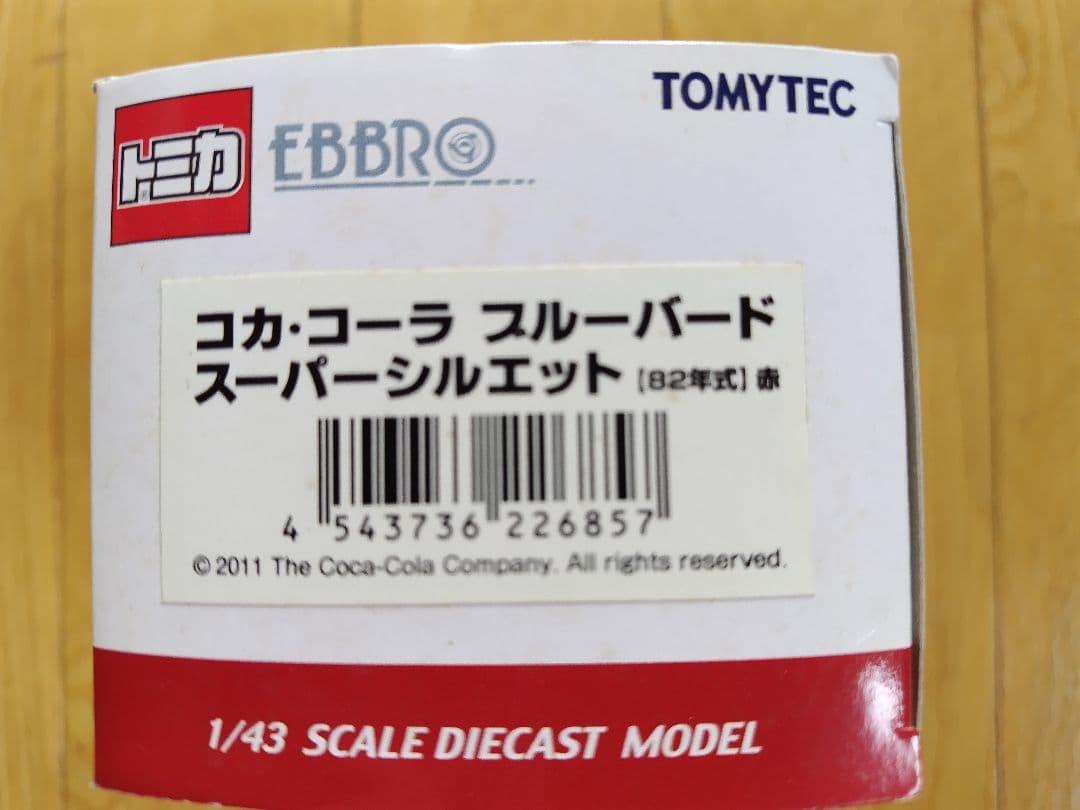 TOMYTEC
トミカ
EBBRO
コカ・コーラ ブルーバード
スーパーシルエット [82年式] 赤
4 543736 226857
© 2011 The Coca-Cola Company. All rights reserved.
1/43 SCALE DIECAST MODEL